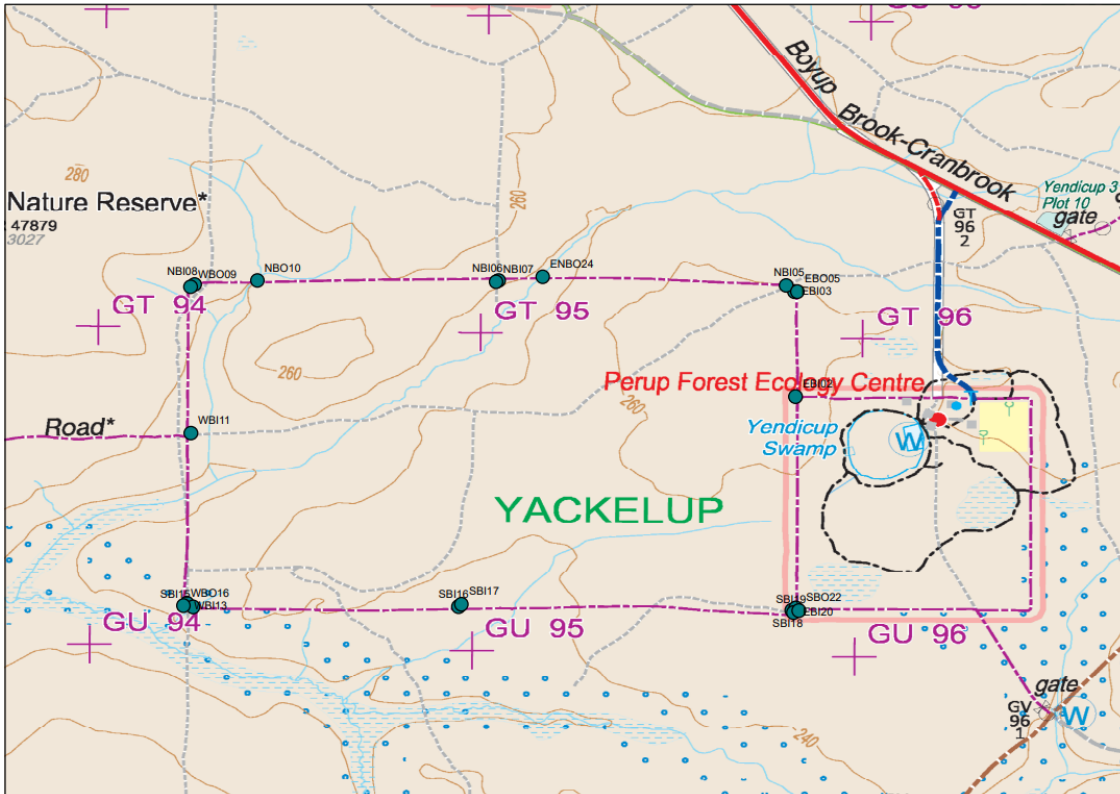 Boyup
Brook-Cranbrook
280
Nature Reserve*
47879
3027
260
Yendicup 3
Plot 10
gate
GT
96
2
NBI08
WBO09
NBO10
NBI06
NBI07
ENBO24
NBI05
EBO05
EBI03
GT 94
GT 95
GT 96
260
260
EBI02
Perup Forest Ecology Centre
Road*
WBI11
Yendicup
Swamp
W
YACKELUP
WBO16
WBI13
SBI16
SBI17
SBI19
SBO22
EBI20
SBI18
GU 94
GU 95
GU 96
gate
GV
96
1
W
240